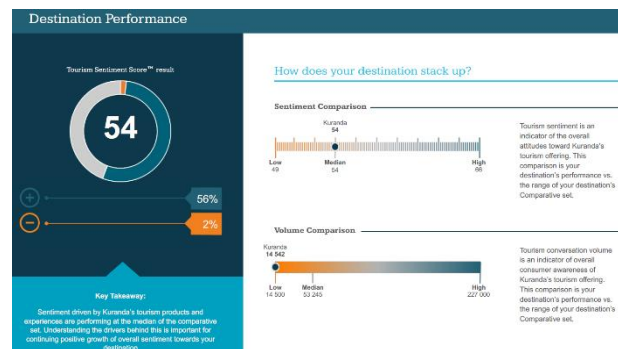 Destination Performance
Tourism Sentiment Score™ result
54
56%
2%
Key Takeaway:
Sentiment driven by Kuranda's tourism products and
experiences are performing at the median of the comparative
set. Understanding the drivers behind this is important for
continuing positive growth of overall sentiment towards your
destination
How does your destination stack up?
Sentiment Comparison
Kuranda
54
Low
49
Median
54
High
66
Tourism sentiment is an
indicator of the overall
attitudes toward Kuranda's
tourism offering. This
comparison is your
destination's performance vs.
the range of your destination's
Comparative set.
Volume Comparison
Kuranda
14 542
Low
14 500
Median
53 245
High
227 000
Tourism conversation volume
is an indicator of overall
consumer awareness of
Kuranda's tourism offering.
This comparison is your
destination's performance vs.
the range of your destination's
Comparative set.